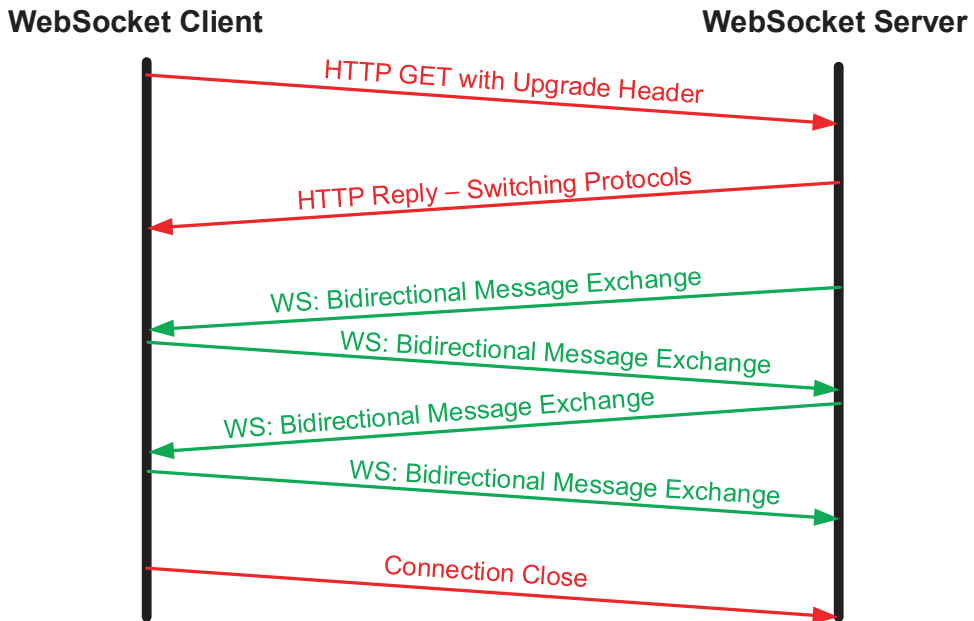 WebSocket Client
WebSocket Server
HTTP GET with Upgrade Header
HTTP Reply – Switching Protocols
WS: Bidirectional Message Exchange
WS: Bidirectional Message Exchange
WS: Bidirectional Message Exchange
WS: Bidirectional Message Exchange
Connection Close